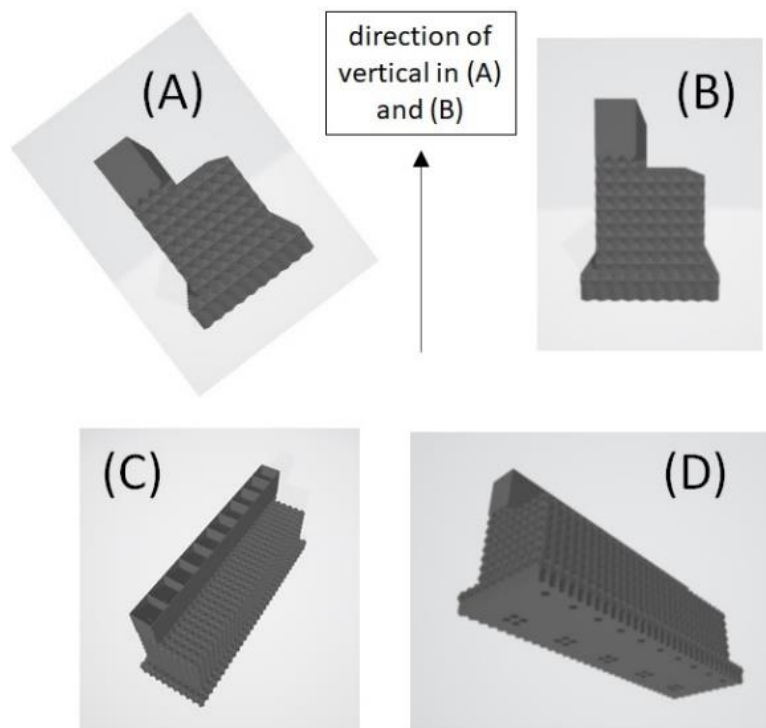 (A)
direction of
vertical in (A)
and (B)
(B)
(C)
(D)